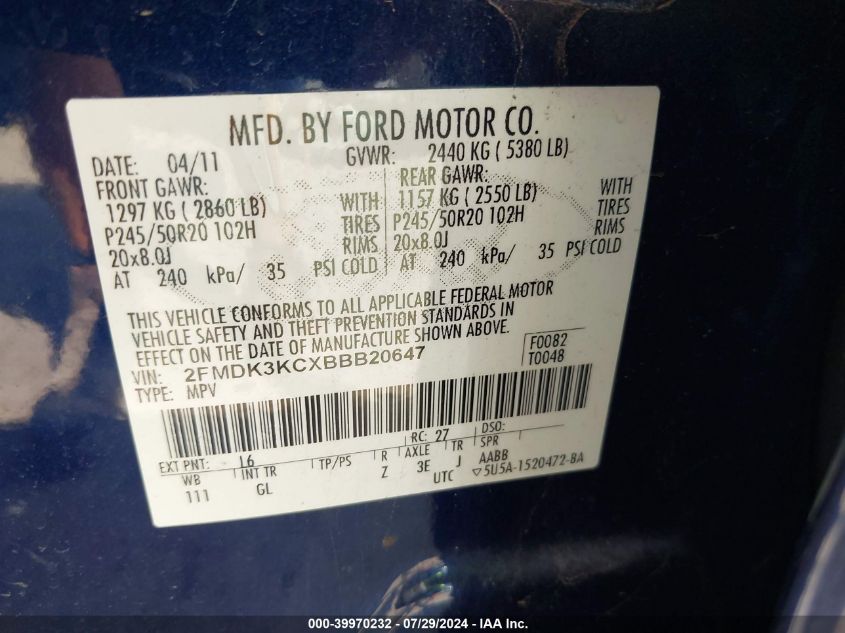 MFD. BY FORD MOTOR CO.
DATE: 04/11 GVWR: 2440 KG ( 5380 LB)
FRONT GAWR: REAR GAWR:
1297 KG ( 2860 LB) WITH 1157 KG ( 2550 LB) WITH
P245/50R20 102H TIRES P245/50R20 102H TIRES
20x8.0J RIMS 20x8.0J RIMS
AT 240 kPa/ 35 PSI COLD AT 240 kPa/ 35 PSI COLD
THIS VEHICLE CONFORMS TO ALL APPLICABLE FEDERAL MOTOR
VEHICLE SAFETY AND THEFT PREVENTION STANDARDS IN
EFFECT ON THE DATE OF MANUFACTURE SHOWN ABOVE.
VIN: 2FMDK3KCXBBB20647
TYPE: MPV
F0082
T0048
EXT PNT: 16 RC: 27 DSO:
WB INT TR TP/PS R AXLE TR SPR
111 GL Z 3E J AABB
UTC ▽5U5A-1520472-BA
000-39970232 - 07/29/2024 - IAA Inc.